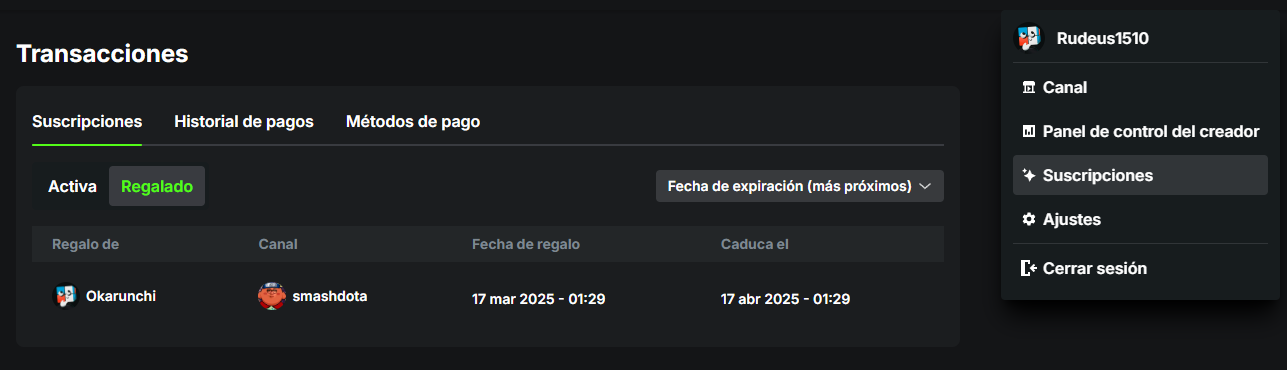 Transacciones
Suscripciones Historial de pagos Métodos de pago
Activa Regalado Fecha de expiración (más próximos)
Regalo de Canal Fecha de regalo Caduca el
Okarunchi smashdota 17 mar 2025 - 01:29 17 abr 2025 - 01:29
Rudeus1510
Canal
Panel de control del creador
Suscripciones
Ajustes
Cerrar sesión